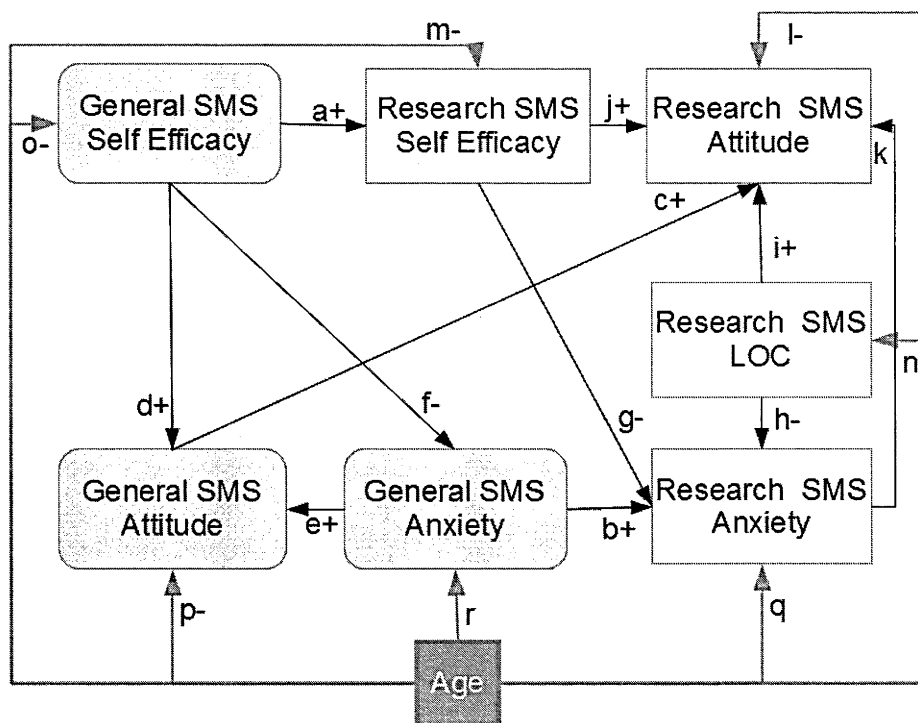 m-
l-
General SMS
Self Efficacy
a+
Research SMS
Self Efficacy
j+
Research SMS
Attitude
o-
k
c+
i+
Research SMS
LOC
n
d+
f-
g-
h-
General SMS
Attitude
e+
General SMS
Anxiety
b+
Research SMS
Anxiety
p-
r
q
Age